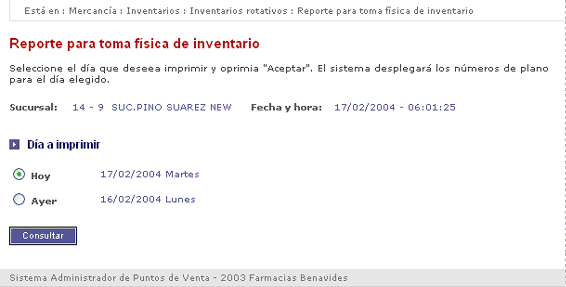 Está en : Mercancía : Inventarios : Inventarios rotativos : Reporte para toma física de inventario
Reporte para toma física de inventario
Seleccione el día que deseea imprimir y oprimia "Aceptar". El sistema desplegará los números de plano
para el día elegido.
Sucursal: 14 - 9 SUC.PINO SUAREZ NEW Fecha y hora: 17/02/2004 - 06:01:25
Día a imprimir
Hoy 17/02/2004 Martes
Ayer 16/02/2004 Lunes
Consultar
Sistema Administrador de Puntos de Venta - 2003 Farmacias Benavides